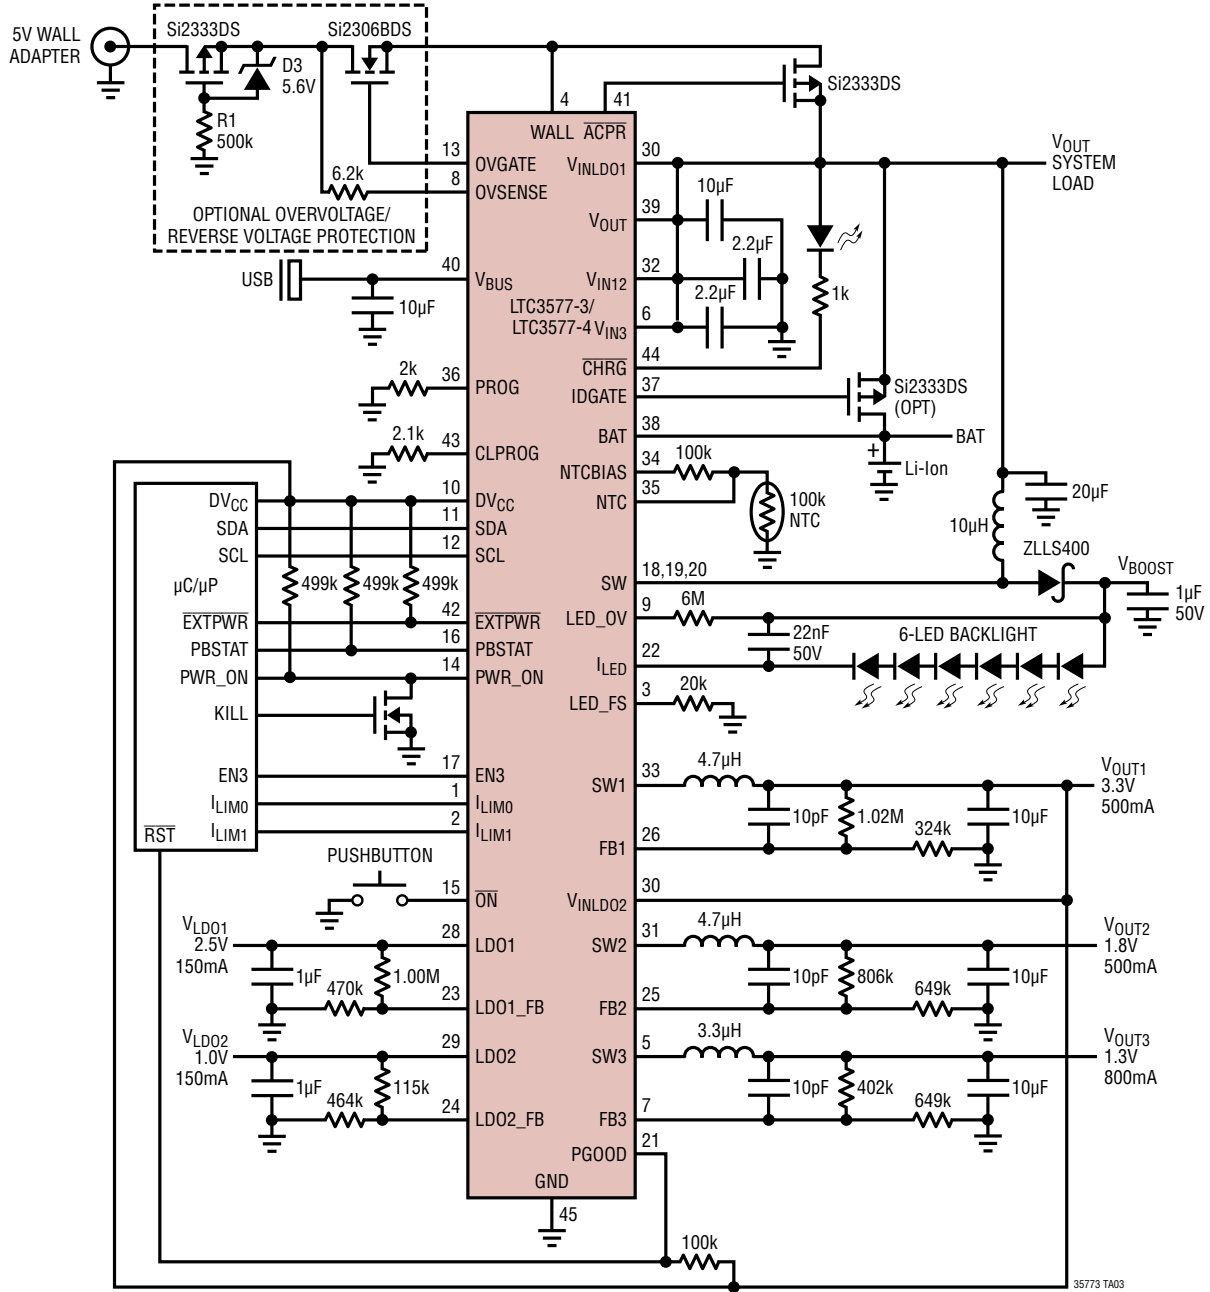 5V WALL
ADAPTER
Si2333DS
Si2306BDS
D3
5.6V
R1
500k
6.2k
OPTIONAL OVERVOLTAGE/
REVERSE VOLTAGE PROTECTION
4
41
Si2333DS
WALL
ACPR
13
OVGATE
8
OVSENSE
VINLDO1
30
VOUT
SYSTEM
LOAD
10µF
VOUT
39
2.2µF
USB
40
VBUS
VIN12
32
10µF
2.2µF
1k
LTC3577-3/
LTC3577-4
VIN3
6
CHRG
44
2k
36
PROG
IDGATE
37
Si2333DS
(OPT)
BAT
38
BAT
2.1k
43
CLPROG
+
Li-Ion
NTCBIAS
34
100k
NTC
35
100k
NTC
20µF
10µH
DVCC
10
DVCC
SDA
11
SDA
SCL
12
SCL
µC/µP
499k
499k
499k
ZLLS400
VBOOST
SW
18,19,20
1µF
50V
EXTPWR
42
EXTPWR
LED_OV
9
6M
22nF
50V
6-LED BACKLIGHT
PBSTAT
16
PBSTAT
ILED
22
PWR_ON
14
PWR_ON
LED_FS
3
20k
KILL
EN3
17
EN3
SW1
33
4.7µH
VOUT1
3.3V
500mA
ILIM0
1
ILIM0
10pF
1.02M
10µF
ILIM1
2
ILIM1
324k
RST
FB1
26
PUSHBUTTON
15
ON
VINLDO2
30
VLDO1
2.5V
150mA
28
LDO1
SW2
31
4.7µH
VOUT2
1.8V
500mA
1µF
1.00M
470k
10pF
806k
10µF
649k
23
LDO1_FB
FB2
25
VLDO2
1.0V
150mA
29
LDO2
SW3
5
3.3µH
VOUT3
1.3V
800mA
1µF
115k
464k
10pF
402k
10µF
649k
24
LDO2_FB
FB3
7
PGOOD
21
GND
45
100k
35773 TA03